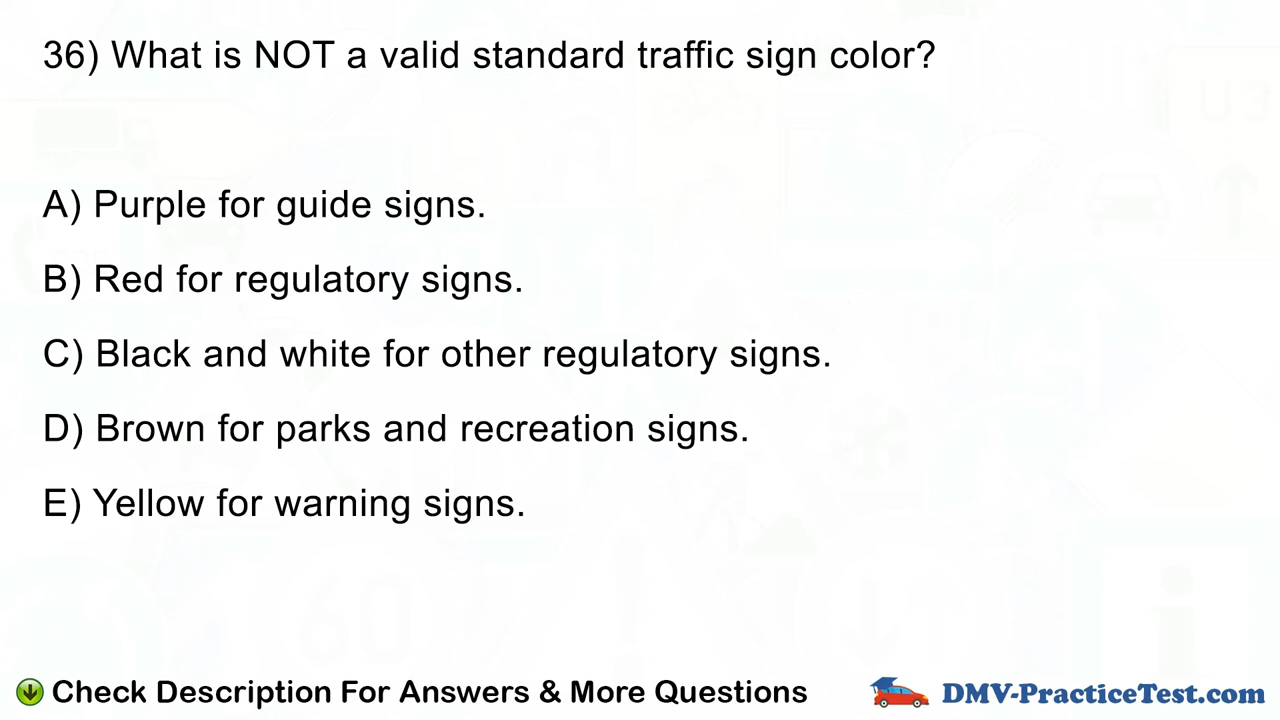 36) What is NOT a valid standard traffic sign color?
A) Purple for guide signs.
B) Red for regulatory signs.
C) Black and white for other regulatory signs.
D) Brown for parks and recreation signs.
E) Yellow for warning signs.
Check Description For Answers & More Questions
DMV-PracticeTest.com